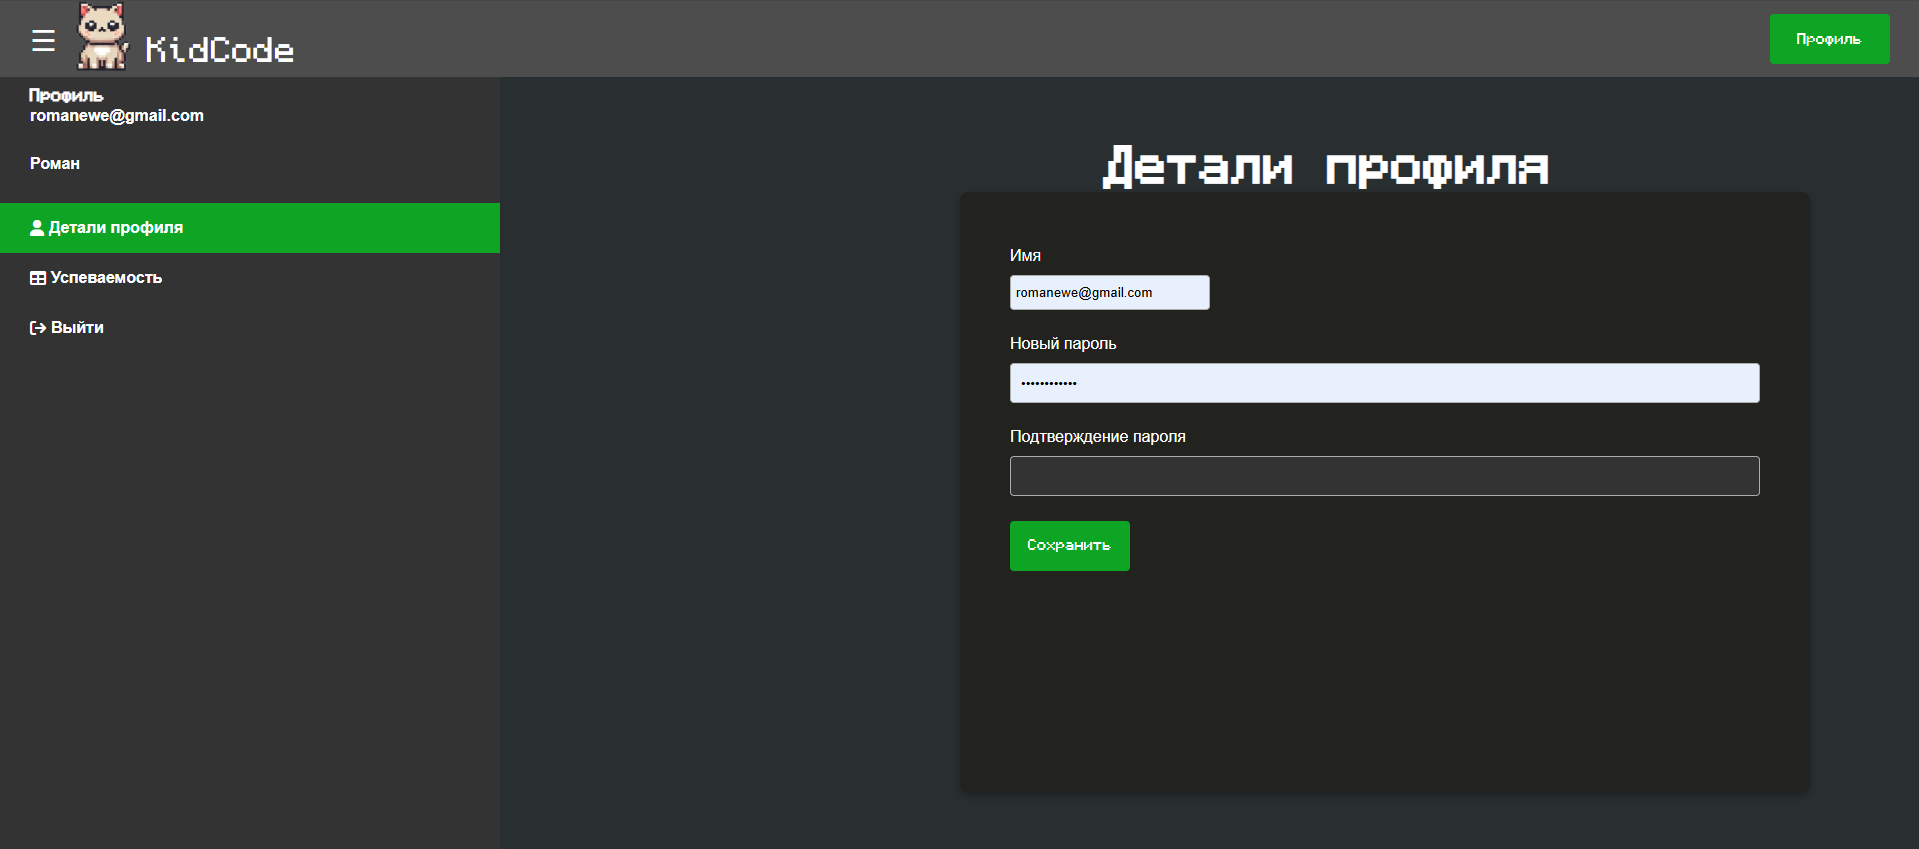 ☰ KidCode
Профиль
Профиль
romanewe@gmail.com
Роман
Детали профиля
Успеваемость
Выйти
Детали профиля
Имя
romanewe@gmail.com
Новый пароль
••••••••••••
Подтверждение пароля
Сохранить